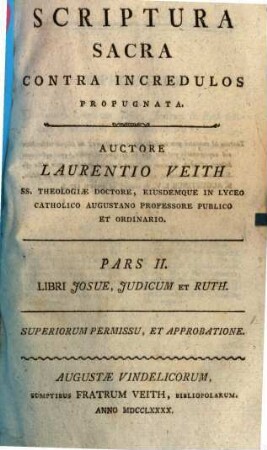 SCRIPTURA
SACRA
CONTRA INCREDULOS
PROPUGNATA.
AUCTORE
LAURENTIO VEITH
SS. THEOLOGIÆ DOCTORE, EIUSDEMQUE IN LYCEO
CATHOLICO AUGUSTANO PROFESSORE PUBLICO
ET ORDINARIO.
PARS II.
LIBRI JOSUE, JUDICUM ET RUTH.
SUPERIORUM PERMISSU, ET APPROBATIONE.
AUGUSTÆ VINDELICORUM,
SUMPTIBUS FRATRUM VEITH, BIBLIOPOLARUM.
ANNO MDCCLXXXX.